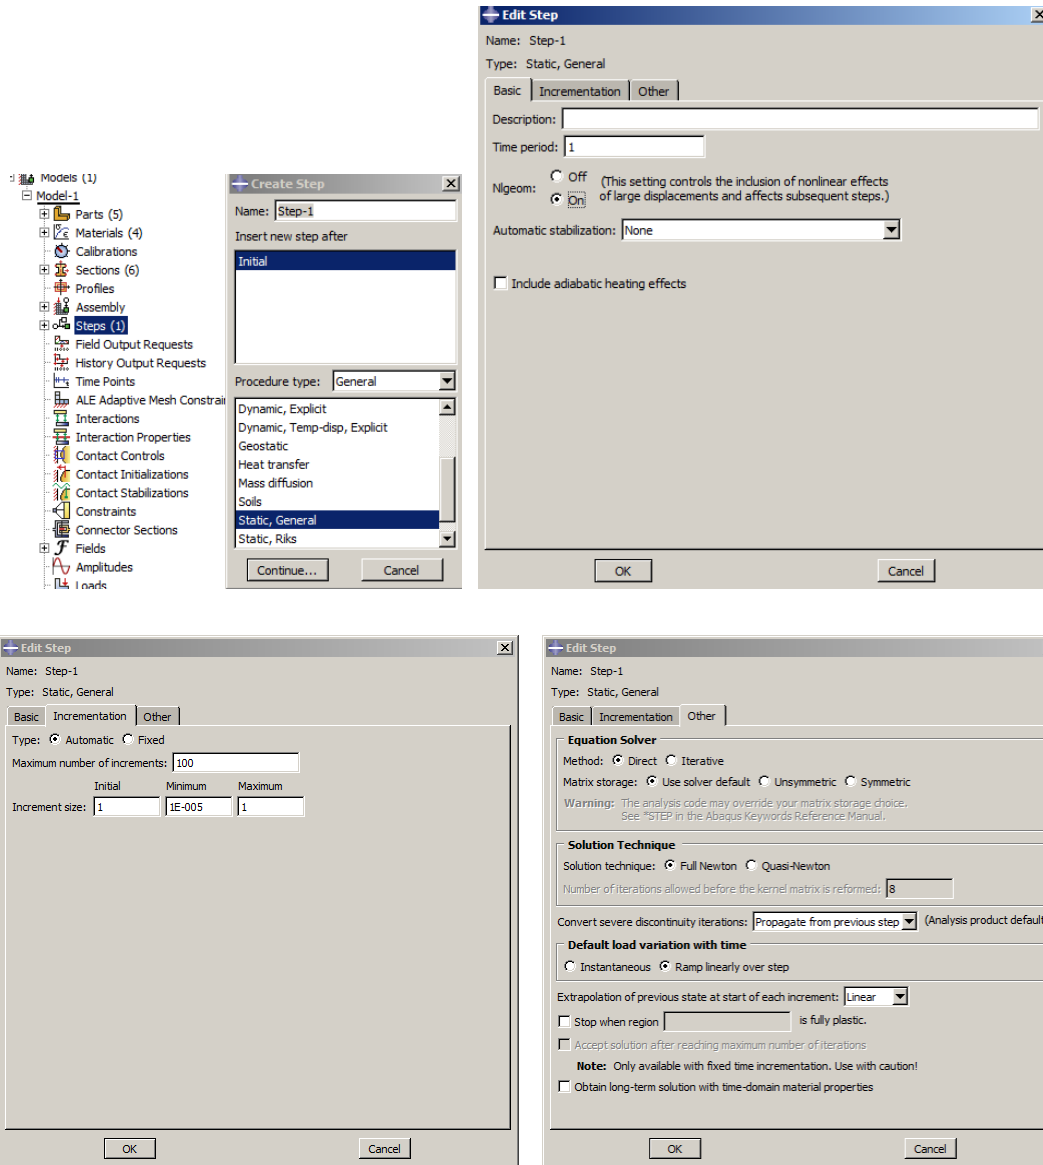 Models (1)
Model-1
Parts (5)
Materials (4)
Calibrations
Sections (6)
Profiles
Assembly
Steps (1)
Field Output Requests
History Output Requests
Time Points
ALE Adaptive Mesh Constrai
Interactions
Interaction Properties
Contact Controls
Contact Initializations
Contact Stabilizations
Constraints
Connector Sections
Fields
Amplitudes
Loads
Create Step
Name: Step-1
Insert new step after
Initial
Procedure type: General
Dynamic, Explicit
Dynamic, Temp-disp, Explicit
Geostatic
Heat transfer
Mass diffusion
Soils
Static, General
Static, Riks
Continue... Cancel
Edit Step
Name: Step-1
Type: Static, General
Basic Incrementation Other
Description:
Time period: 1
Nlgeom: Off (This setting controls the inclusion of nonlinear effects
On of large displacements and affects subsequent steps.)
Automatic stabilization: None
Include adiabatic heating effects
OK Cancel
Edit Step
Name: Step-1
Type: Static, General
Basic Incrementation Other
Type: Automatic Fixed
Maximum number of increments: 100
Initial Minimum Maximum
Increment size: 1 1E-005 1
OK Cancel
Edit Step
Name: Step-1
Type: Static, General
Basic Incrementation Other
Equation Solver
Method: Direct Iterative
Matrix storage: Use solver default Unsymmetric Symmetric
Warning: The analysis code may override your matrix storage choice.
See *STEP in the Abaqus Keywords Reference Manual.
Solution Technique
Solution technique: Full Newton Quasi-Newton
Number of iterations allowed before the kernel matrix is reformed: 8
Convert severe discontinuity iterations: Propagate from previous step (Analysis product default
Default load variation with time
Instantaneous Ramp linearly over step
Extrapolation of previous state at start of each increment: Linear
Stop when region is fully plastic.
Accept solution after reaching maximum number of iterations
Note: Only available with fixed time incrementation. Use with caution!
Obtain long-term solution with time-domain material properties
OK Cancel